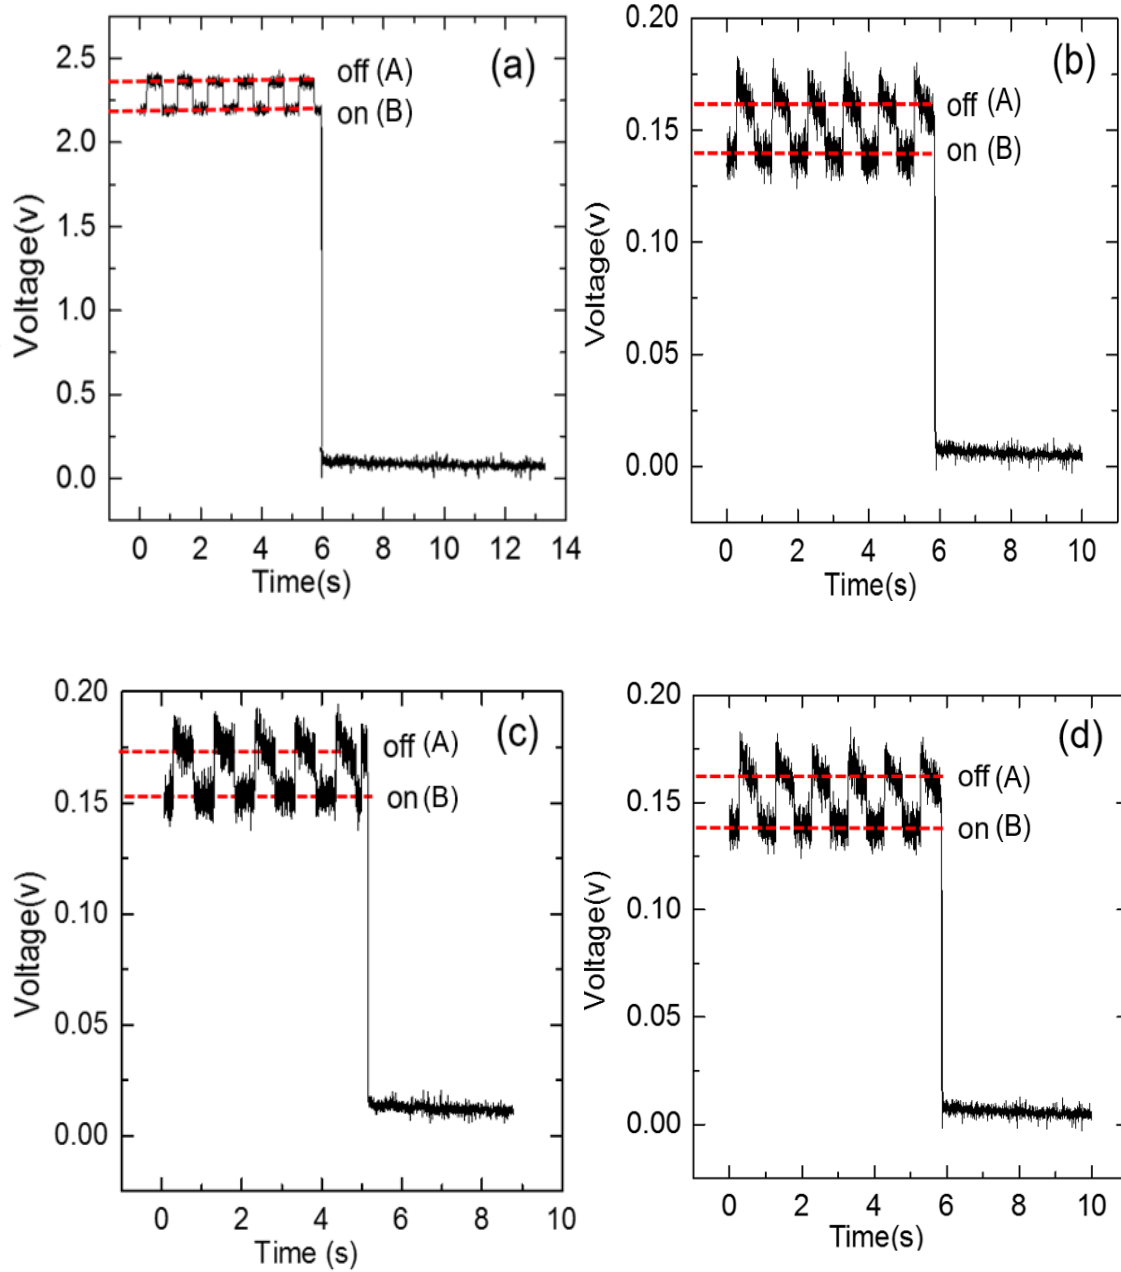 (a)
off (A)
on (B)
2.5
2.0
1.5
1.0
0.5
0.0
Voltage(v)
0 2 4 6 8 10 12 14
Time(s)
(b)
off (A)
on (B)
0.20
0.15
0.10
0.05
0.00
Voltage(v)
0 2 4 6 8 10
Time(s)
(c)
off (A)
on (B)
0.20
0.15
0.10
0.05
0.00
Voltage(v)
0 2 4 6 8 10
Time (s)
(d)
off (A)
on (B)
0.20
0.15
0.10
0.05
0.00
Voltage(v)
0 2 4 6 8 10
Time(s)